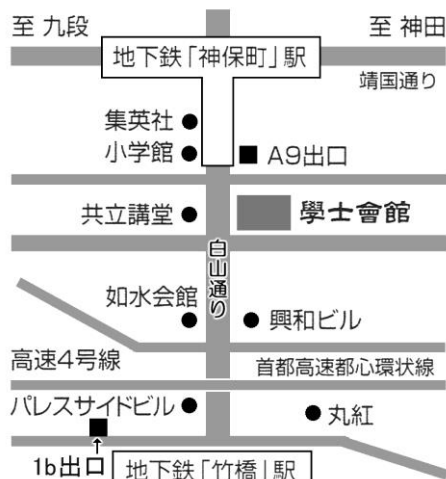 至 九段
至 神田
地下鉄「神保町」駅
靖国通り
集英社
小学館
A9出口
共立講堂
學士會館
白山通り
如水会館
興和ビル
高速4号線
首都高速都心環状線
パレスサイドビル
丸紅
1b出口
地下鉄「竹橋」駅